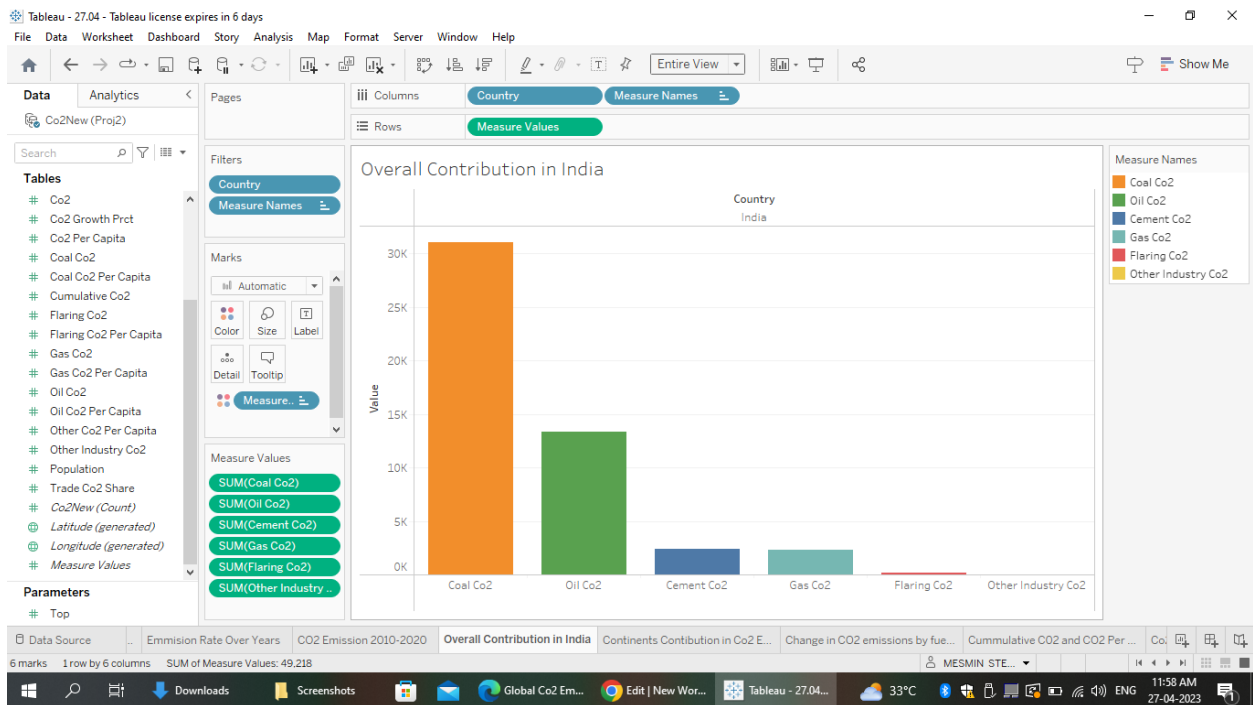 Tableau - 27.04 - Tableau license expires in 6 days
File Data Worksheet Dashboard Story Analysis Map Format Server Window Help
Entire View
Show Me
Data Analytics
Co2New (Proj2)
Search
Tables
Co2
Co2 Growth Prct
Co2 Per Capita
Coal Co2
Coal Co2 Per Capita
Cumulative Co2
Flaring Co2
Flaring Co2 Per Capita
Gas Co2
Gas Co2 Per Capita
Oil Co2
Oil Co2 Per Capita
Other Co2 Per Capita
Other Industry Co2
Population
Trade Co2 Share
Co2New (Count)
Latitude (generated)
Longitude (generated)
Measure Values
Parameters
Top
Pages
Filters
Country
Measure Names
Marks
Automatic
Color Size Label
Detail Tooltip
Measure..
Measure Values
SUM(Coal Co2)
SUM(Oil Co2)
SUM(Cement Co2)
SUM(Gas Co2)
SUM(Flaring Co2)
SUM(Other Industry ..
Columns Country Measure Names
Rows Measure Values
Overall Contribution in India
Country
India
Value
30K
25K
20K
15K
10K
5K
0K
Coal Co2 Oil Co2 Cement Co2 Gas Co2 Flaring Co2 Other Industry Co2
Measure Names
Coal Co2
Oil Co2
Cement Co2
Gas Co2
Flaring Co2
Other Industry Co2
Data Source .. Emmision Rate Over Years CO2 Emission 2010-2020 Overall Contribution in India Continents Contibution in Co2 E... Change in CO2 emissions by fue... Cummulative CO2 and CO2 Per ...
6 marks 1 row by 6 columns SUM of Measure Values: 49,218 MESMIN STE...
Downloads Screenshots Global Co2 Em... Edit | New Wor... Tableau - 27.04... 33°C ENG 11:58 AM
27-04-2023